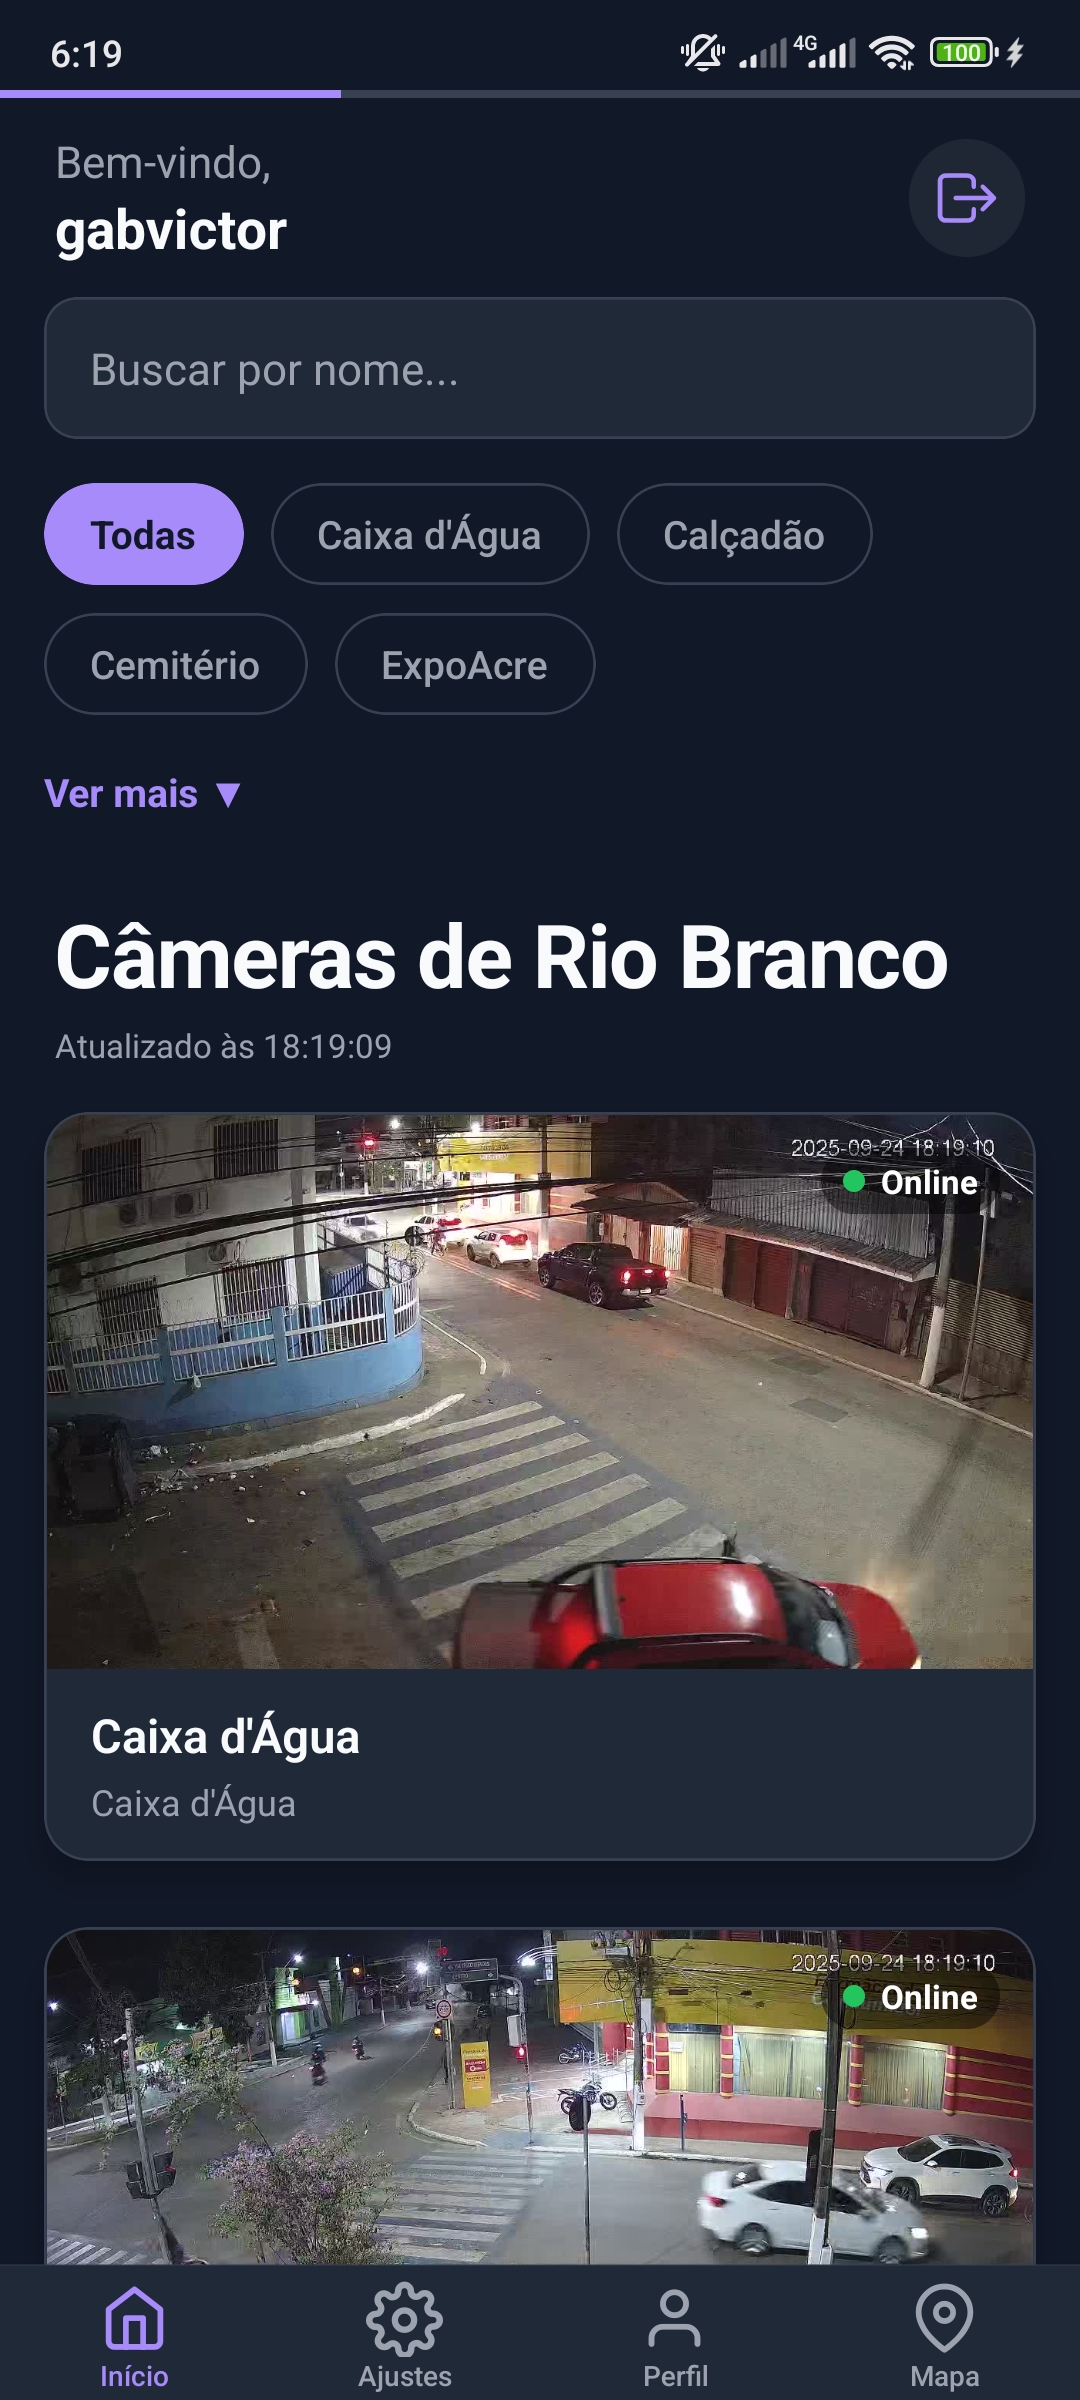 6:19
4G
100
Bem-vindo,
gabvictor
Buscar por nome...
Todas
Caixa d'Água
Calçadão
Cemitério
ExpoAcre
Ver mais ▼
Câmeras de Rio Branco
Atualizado às 18:19:09
2025-09-24 18:19:10
Online
Caixa d'Água
Caixa d'Água
2025-09-24 18:19:10
Online
Início
Ajustes
Perfil
Mapa